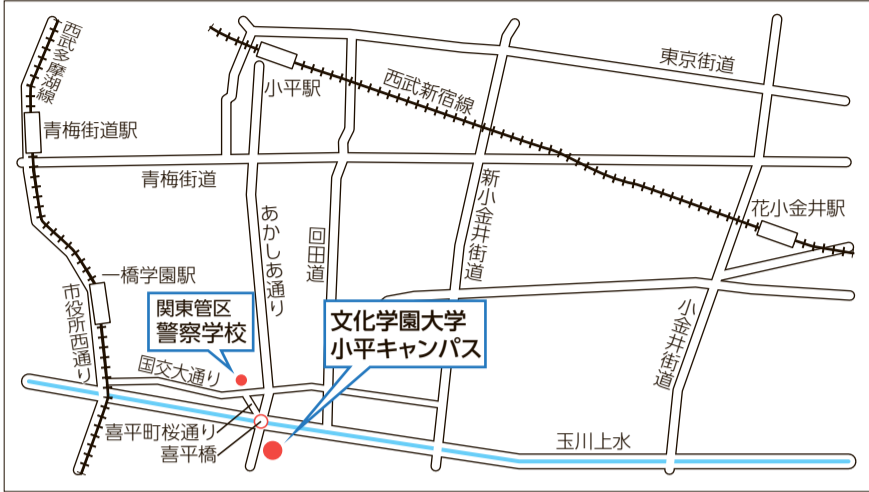 西武多摩湖線
東京街道
小平駅
西武新宿線
青梅街道駅
青梅街道
新小金井街道
花小金井駅
あかしあ通り
回田道
一橋学園駅
市役所西通り
関東管区
警察学校
文化学園大学
小平キャンパス
小金井街道
国交大通り
喜平町桜通り
喜平橋
玉川上水